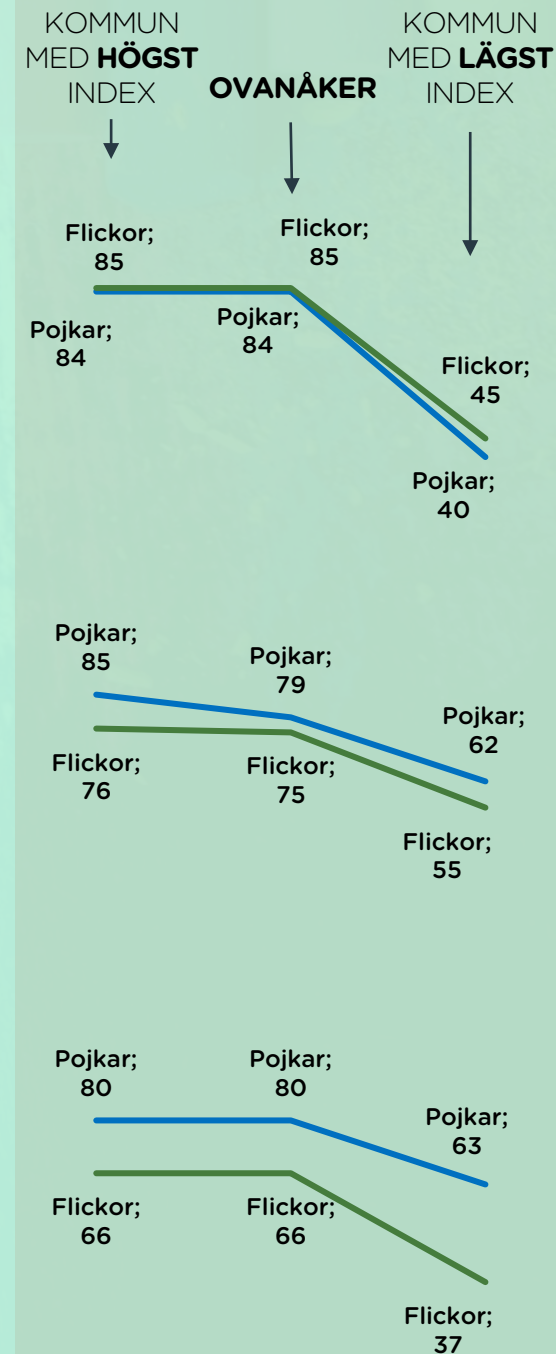 KOMMUN
MED HÖGST
INDEX
OVANÅKER
KOMMUN
MED LÄGST
INDEX
Flickor;
85
Flickor;
85
Pojkar;
84
Pojkar;
84
Flickor;
45
Pojkar;
40
Pojkar;
85
Pojkar;
79
Pojkar;
62
Flickor;
76
Flickor;
75
Flickor;
55
Pojkar;
80
Pojkar;
80
Pojkar;
63
Flickor;
66
Flickor;
66
Flickor;
37